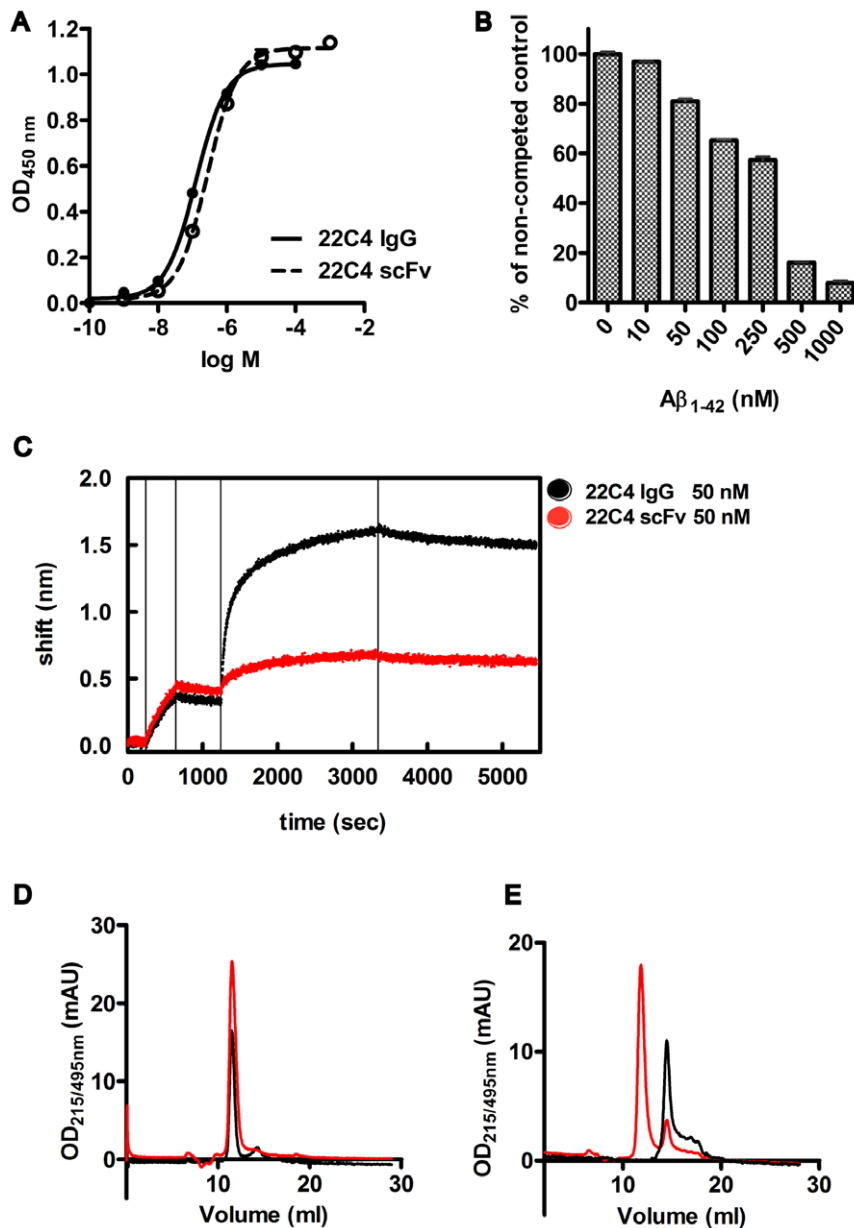 A
OD450 nm
1.2
1.0
0.8
0.6
0.4
0.2
0.0
-10
-8
-6
-4
-2
log M
22C4 IgG
22C4 scFv
B
% of non-competed control
100
80
60
40
20
0
0
10
50
100
250
500
1000
Aβ1-42 (nM)
C
shift (nm)
2.0
1.5
1.0
0.5
0.0
0
1000
2000
3000
4000
5000
time (sec)
22C4 IgG 50 nM
22C4 scFv 50 nM
D
OD215/495nm (mAU)
30
20
10
0
10
20
30
Volume (ml)
E
OD215/495nm (mAU)
20
10
0
10
20
30
Volume (ml)